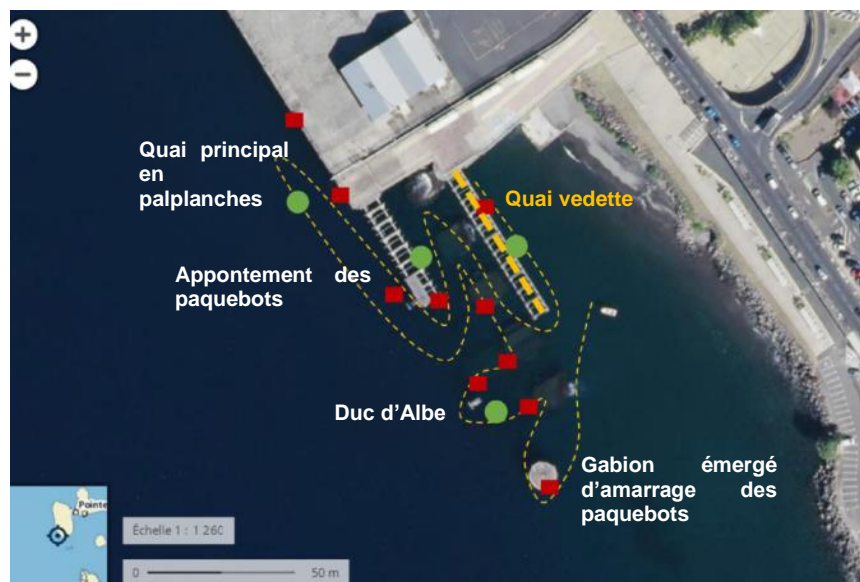 +
−
Quai principal
en
palplanches
Quai vedette
Appontement des
paquebots
Duc d'Albe
Gabion émergé
d'amarrage des
paquebots
Pointe
Échelle 1 : 1 260
0 50 m